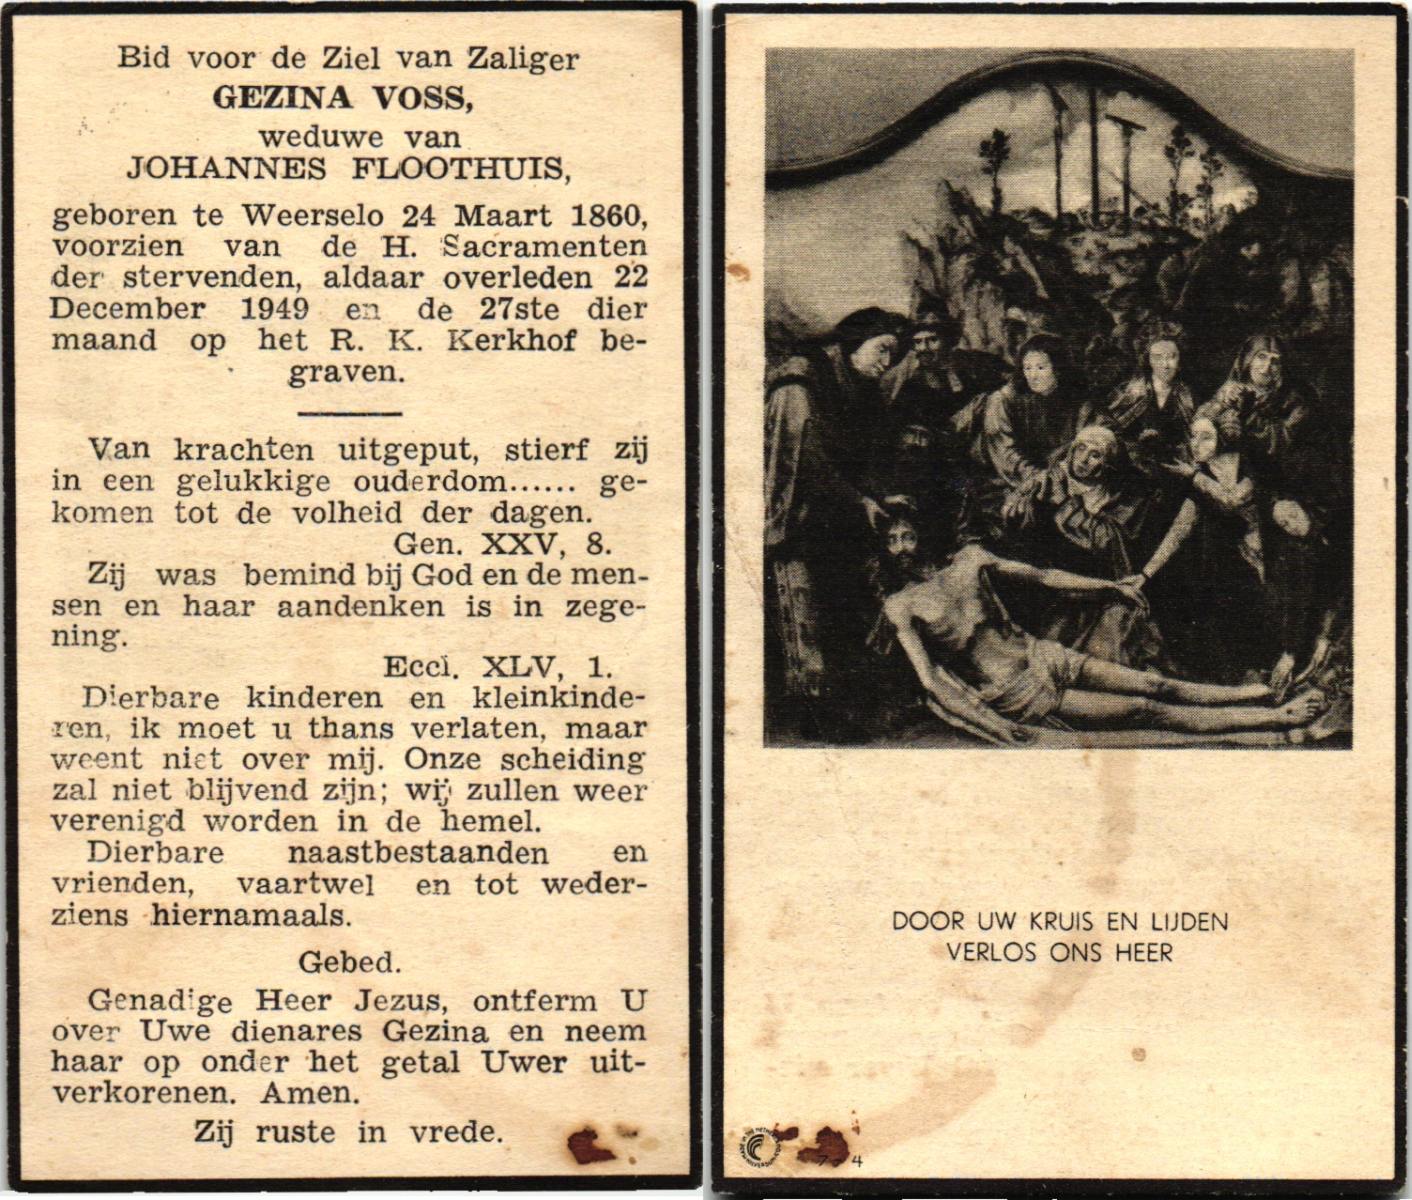 Bid voor de Ziel van Zaliger
GEZINA VOSS,
weduwe van
JOHANNES FLOOTHUIS,
geboren te Weerselo 24 Maart 1860,
voorzien van de H. Sacramenten
der stervenden, aldaar overleden 22
December 1949 en de 27ste dier
maand op het R. K. Kerkhof be-
graven.
Van krachten uitgeput, stierf zij
in een gelukkige ouderdom...... ge-
komen tot de volheid der dagen.
Gen. XXV, 8.
Zij was bemind bij God en de men-
sen en haar aandenken is in zege-
ning.
Eccl. XLV, 1.
Dierbare kinderen en kleinkinde-
ren, ik moet u thans verlaten, maar
weent niet over mij. Onze scheiding
zal niet blijvend zijn; wij zullen weer
verenigd worden in de hemel.
Dierbare naastbestaanden en
vrienden, vaartwel en tot weder-
ziens hiernamaals.
Gebed.
Genadige Heer Jezus, ontferm U
over Uwe dienares Gezina en neem
haar op onder het getal Uwer uit-
verkorenen. Amen.
Zij ruste in vrede.
DOOR UW KRUIS EN LIJDEN
VERLOS ONS HEER